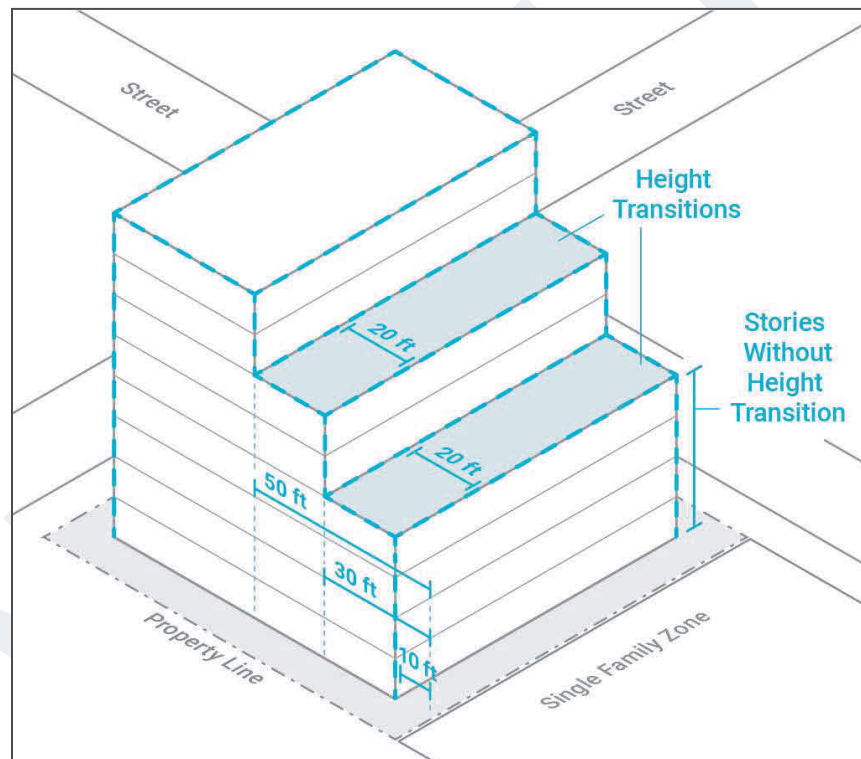 Street
Street
Height
Transitions
20 ft
Stories
Without
Height
Transition
20 ft
50 ft
30 ft
10 ft
Property Line
Single Family Zone